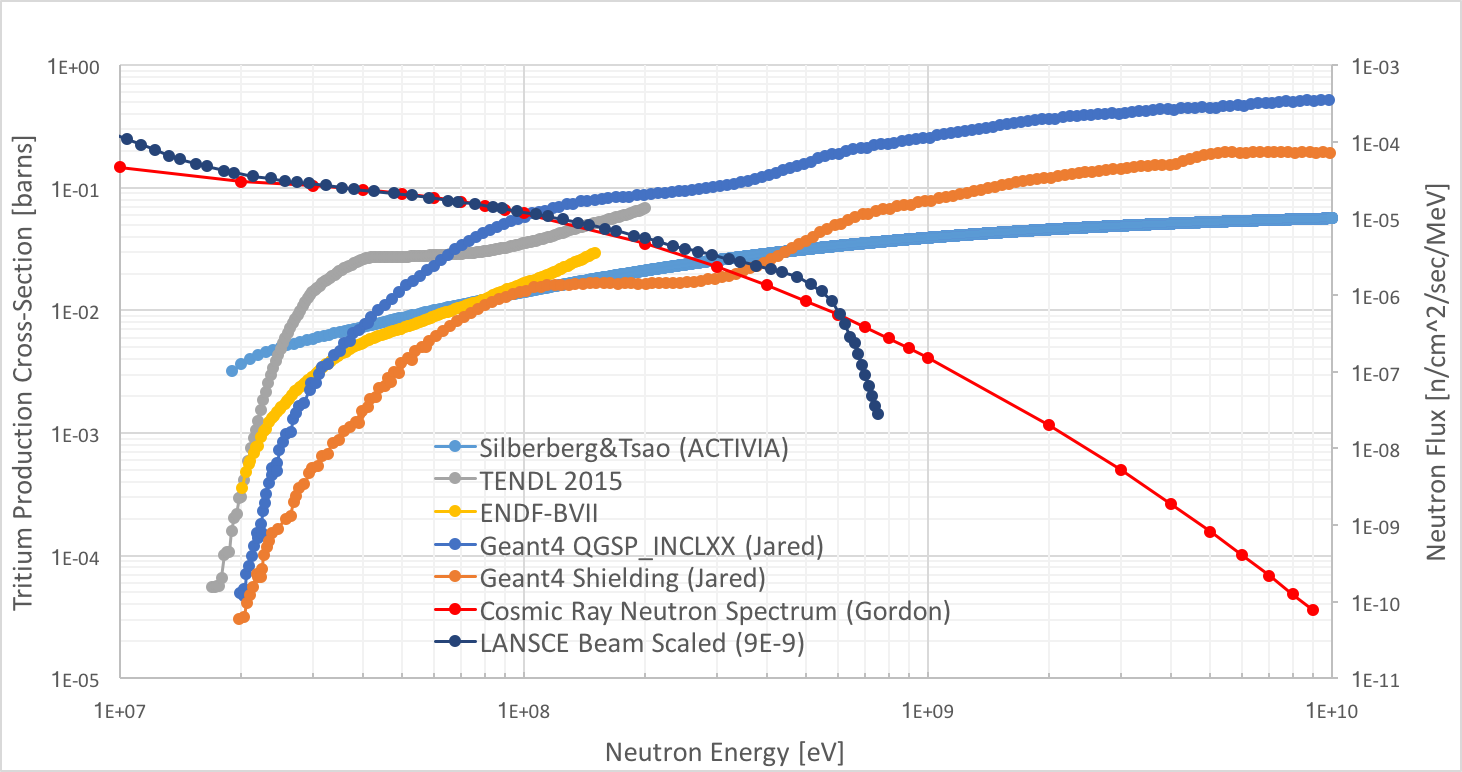 1E+00
1E-01
1E-02
1E-03
1E-04
1E-05
Tritium Production Cross-Section [barns]
1E-03
1E-04
1E-05
1E-06
1E-07
1E-08
1E-09
1E-10
1E-11
Neutron Flux [n/cm^2/sec/MeV]
Silberberg&Tsao (ACTIVIA)
TENDL 2015
ENDF-BVII
Geant4 QGSP_INCLXX (Jared)
Geant4 Shielding (Jared)
Cosmic Ray Neutron Spectrum (Gordon)
LANSCE Beam Scaled (9E-9)
1E+07 1E+08 1E+09 1E+10
Neutron Energy [eV]